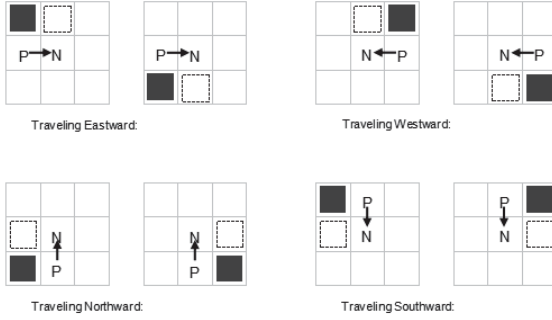 P N P N N P N P
Traveling Eastward: Traveling Westward:
N P N P P N P N
Traveling Northward: Traveling Southward: